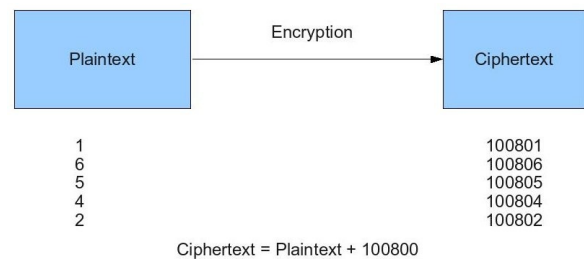 Encryption
Plaintext
Ciphertext
1 100801
6 100806
5 100805
4 100804
2 100802
Ciphertext = Plaintext + 100800